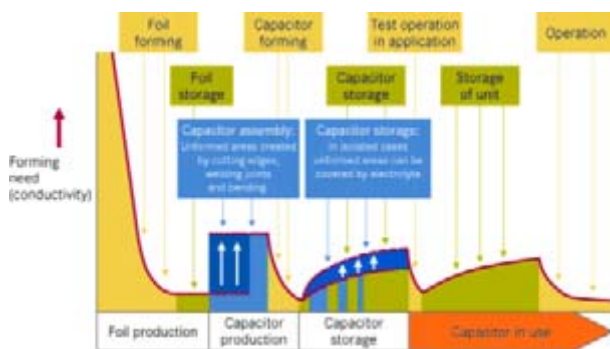 Foil
forming
Capacitor
forming
Test operation
in application
Operation
Foil
storage
Capacitor
storage
Storage
of unit
Capacitor assembly:
Unformed areas created
by cutting edges,
welding joints
and bending
Capacitor storage:
In isolated cases
unformed areas can be
covered by electrolyte
Forming
need
(conductivity)
Foil production
Capacitor
production
Capacitor
storage
Capacitor in use